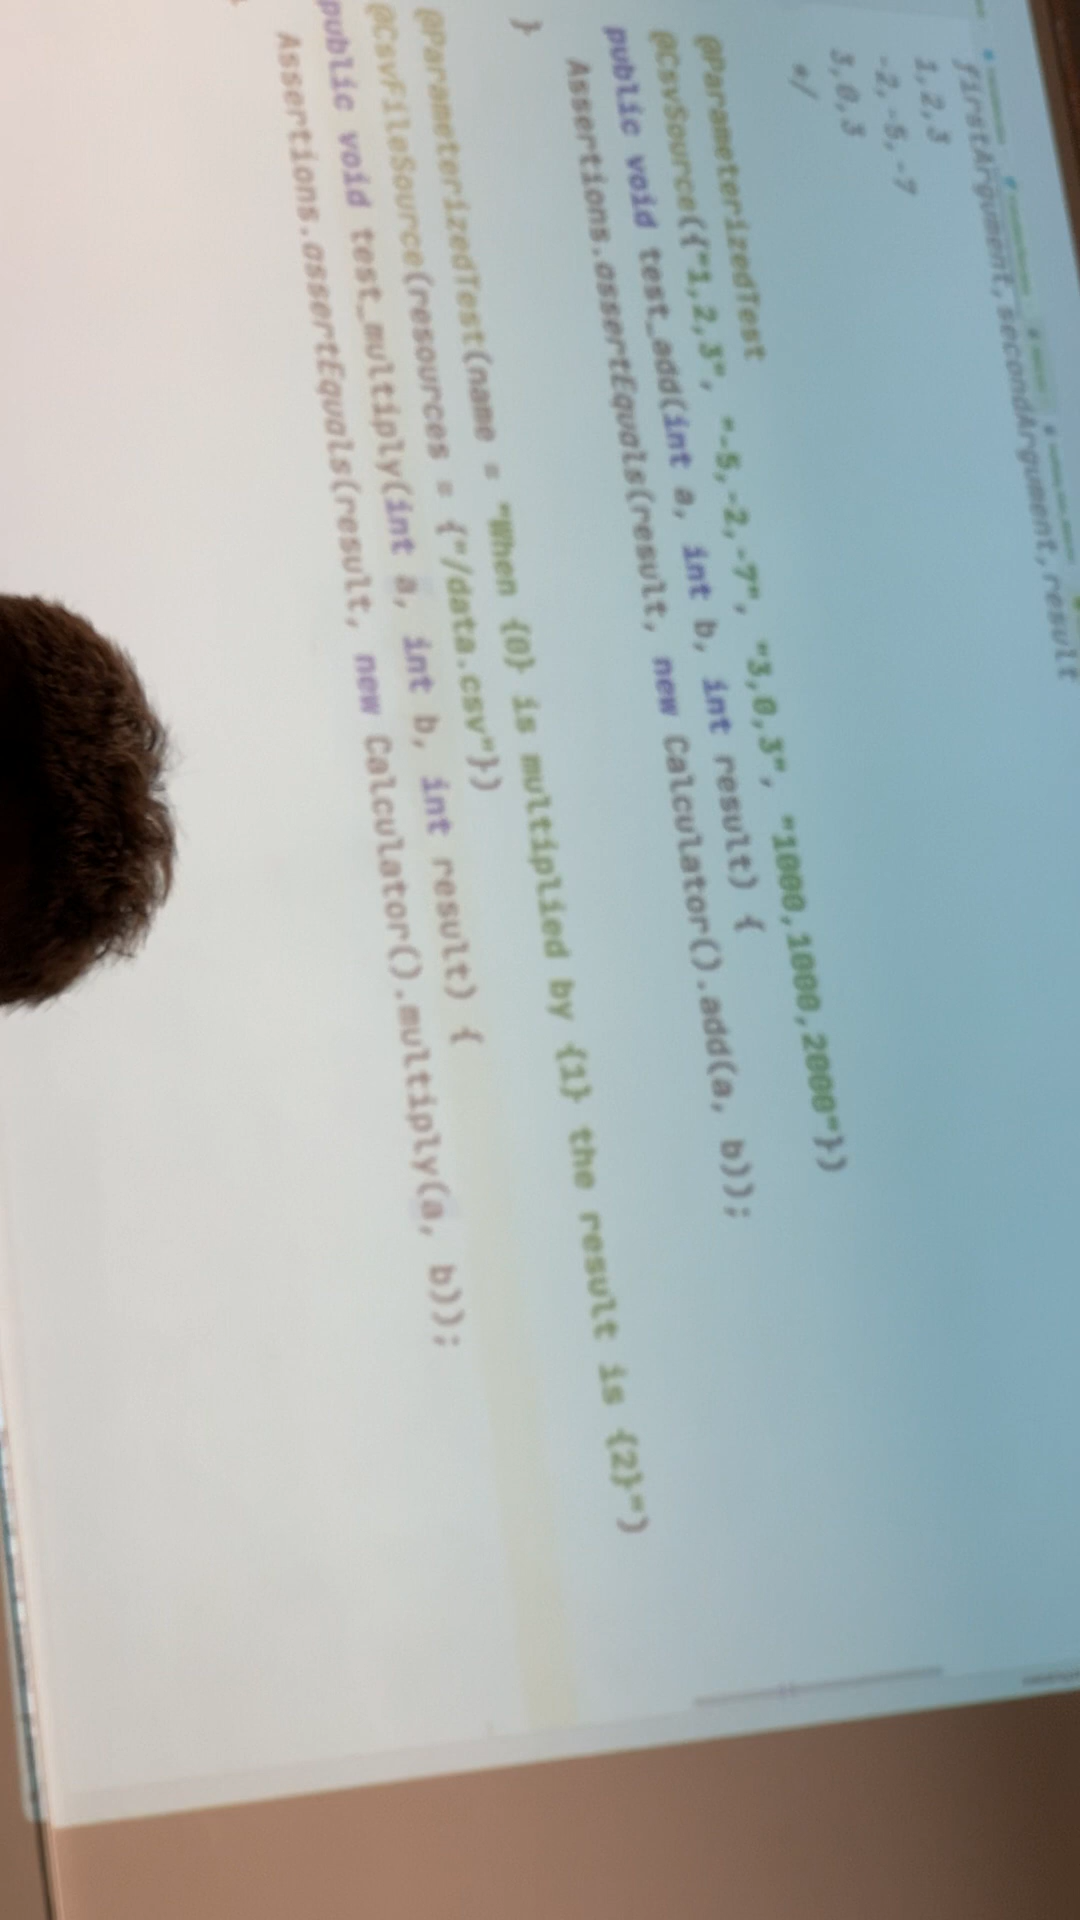 firstArgument,secondArgument,result
1,2,3
-2,-5,-7
3,0,3
*/
@ParameterizedTest
@CsvSource({"1,2,3", "-5,-2,-7", "3,0,3", "1000,1000,2000"})
public void test_add(int a, int b, int result) {
Assertions.assertEquals(result, new Calculator().add(a, b));
}
@ParameterizedTest(name = "When {0} is multiplied by {1} the result is {2}")
@CsvFileSource(resources = {"/data.csv"})
public void test_multiply(int a, int b, int result) {
Assertions.assertEquals(result, new Calculator().multiply(a, b));
}